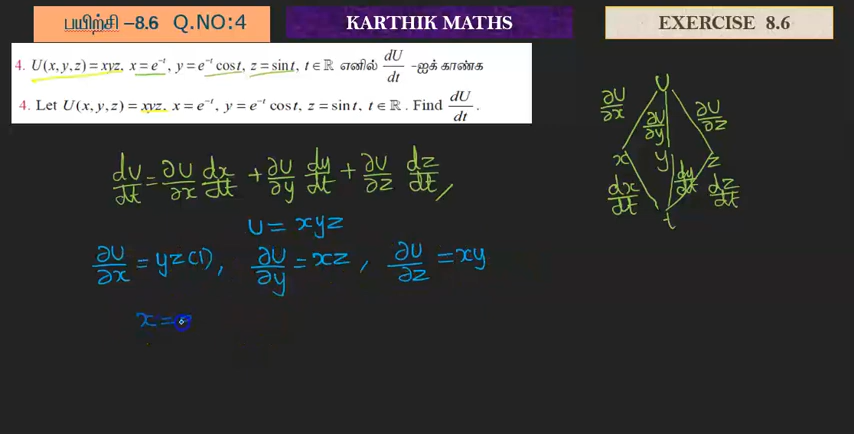 பயிற்சி –8.6 Q.NO:4
KARTHIK MATHS
EXERCISE 8.6
4. U(x, y, z) = xyz, x = e^{-t}, y = e^{-t} cos t, z = sin t, t ∈ ℝ எனில் dU/dt -ஐக் காண்க
4. Let U(x, y, z) = xyz, x = e^{-t}, y = e^{-t} cos t, z = sin t, t ∈ ℝ. Find dU/dt.
dU/dt = ∂U/∂x dx/dt + ∂U/∂y dy/dt + ∂U/∂z dz/dt,
U = xyz
∂U/∂x = yz(1), ∂U/∂y = xz, ∂U/∂z = xy
x = e
U
∂U/∂x ∂U/∂y ∂U/∂z
x y z
dx/dt dy/dt dz/dt
t